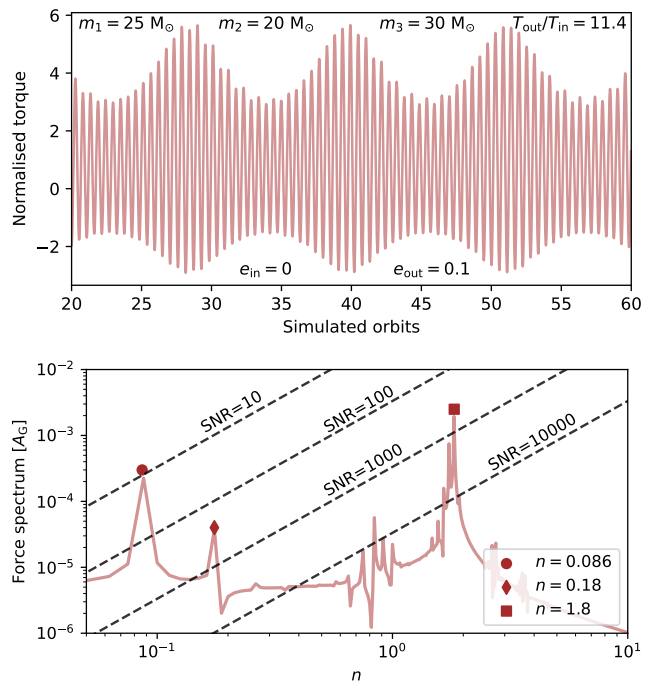 m₁ = 25 M⊙ m₂ = 20 M⊙ m₃ = 30 M⊙ T_out/T_in = 11.4
6
4
2
0
−2
Normalised torque
e_in = 0 e_out = 0.1
20 25 30 35 40 45 50 55 60
Simulated orbits
10⁻²
10⁻³
10⁻⁴
10⁻⁵
10⁻⁶
Force spectrum [A_G]
SNR=10
SNR=100
SNR=1000
SNR=10000
n = 0.086
n = 0.18
n = 1.8
10⁻¹ 10⁰ 10¹
n